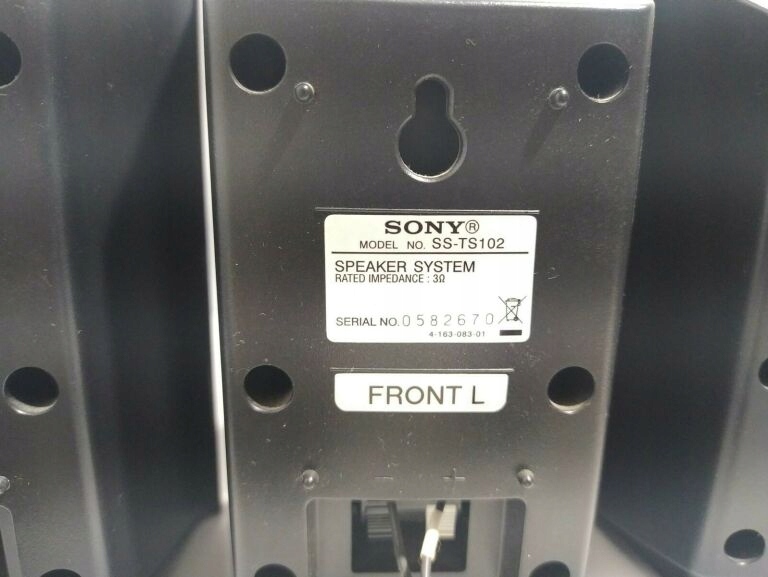 SONY®
MODEL NO. SS-TS102
SPEAKER SYSTEM
RATED IMPEDANCE : 3Ω
SERIAL NO. 0582670
4-163-083-01
FRONT L
− +